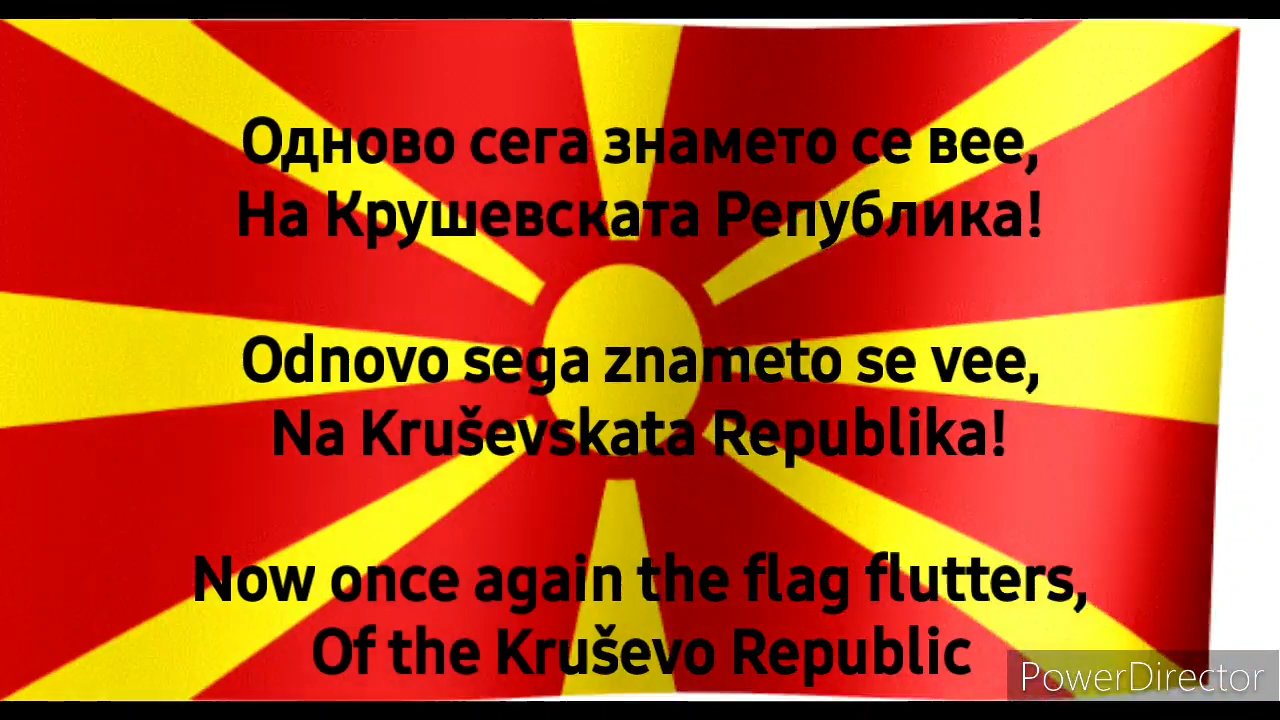 Одново сега знамето се вее,
На Крушевската Република!
Odnovo sega znameto se vee,
Na Kruševskata Republika!
Now once again the flag flutters,
Of the Kruševo Republic
PowerDirector